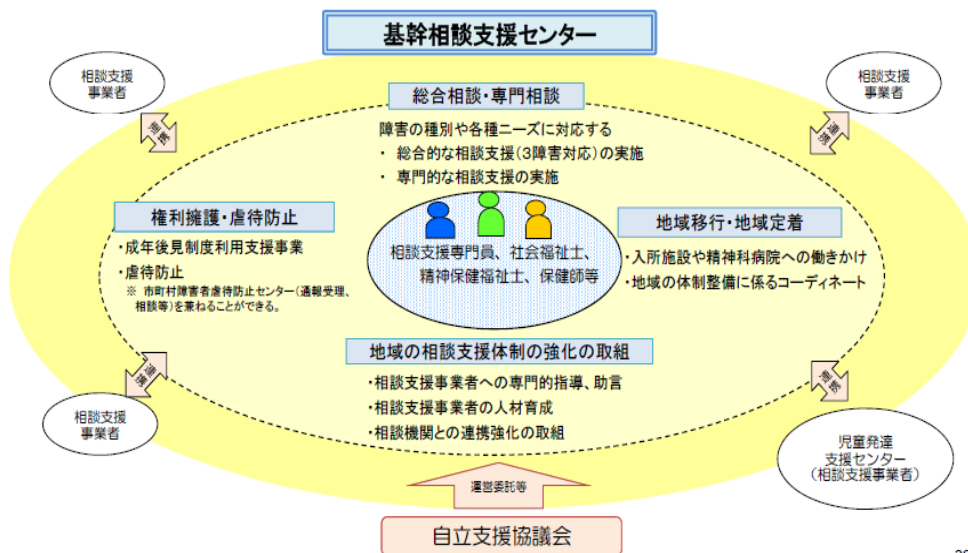 基幹相談支援センター
相談支援
事業者
相談支援
事業者
連携
連携
総合相談・専門相談
障害の種別や各種ニーズに対応する
・ 総合的な相談支援(3障害対応)の実施
・ 専門的な相談支援の実施
権利擁護・虐待防止
・成年後見制度利用支援事業
・虐待防止
※ 市町村障害者虐待防止センター(通報受理、
相談等)を兼ねることができる。
相談支援専門員、社会福祉士、
精神保健福祉士、保健師等
地域移行・地域定着
・入所施設や精神科病院への働きかけ
・地域の体制整備に係るコーディネート
地域の相談支援体制の強化の取組
・相談支援事業者への専門的指導、助言
・相談支援事業者の人材育成
・相談機関との連携強化の取組
連携
連携
相談支援
事業者
児童発達
支援センター
(相談支援事業者)
運営委託等
自立支援協議会